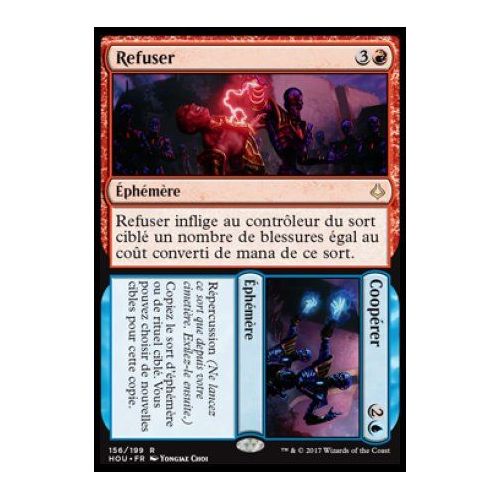 Refuser 3
Éphémère
Refuser inflige au contrôleur du sort
ciblé un nombre de blessures égal au
coût converti de mana de ce sort.
Coopérer 2
Éphémère
Répercussion (Ne lancez
ce sort que depuis votre
cimetière. Exilez-le ensuite.)
Copiez le sort d'éphémère
ou de rituel ciblé. Vous
pouvez choisir de nouvelles
cibles pour cette copie.
156/199 R
HOU • FR Yongjae Choi
™ & © 2017 Wizards of the Coast